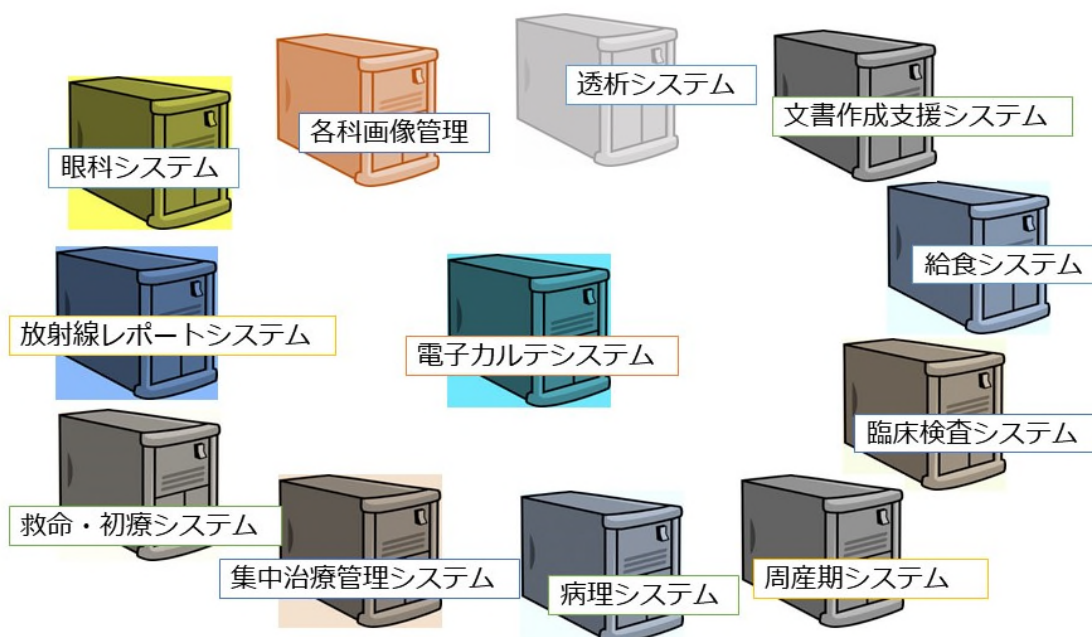 透析システム
文書作成支援システム
各科画像管理
眼科システム
給食システム
放射線レポートシステム
電子カルテシステム
臨床検査システム
救命・初療システム
集中治療管理システム
病理システム
周産期システム